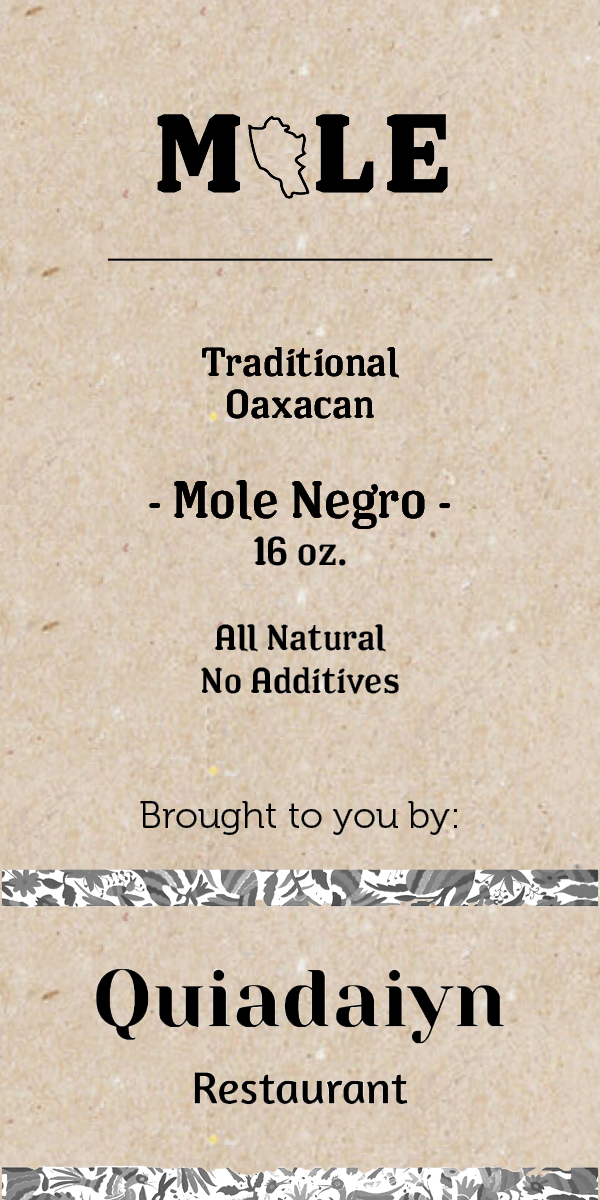 MOLE
Traditional
Oaxacan
- Mole Negro -
16 oz.
All Natural
No Additives
Brought to you by:
Quiadaiyn
Restaurant